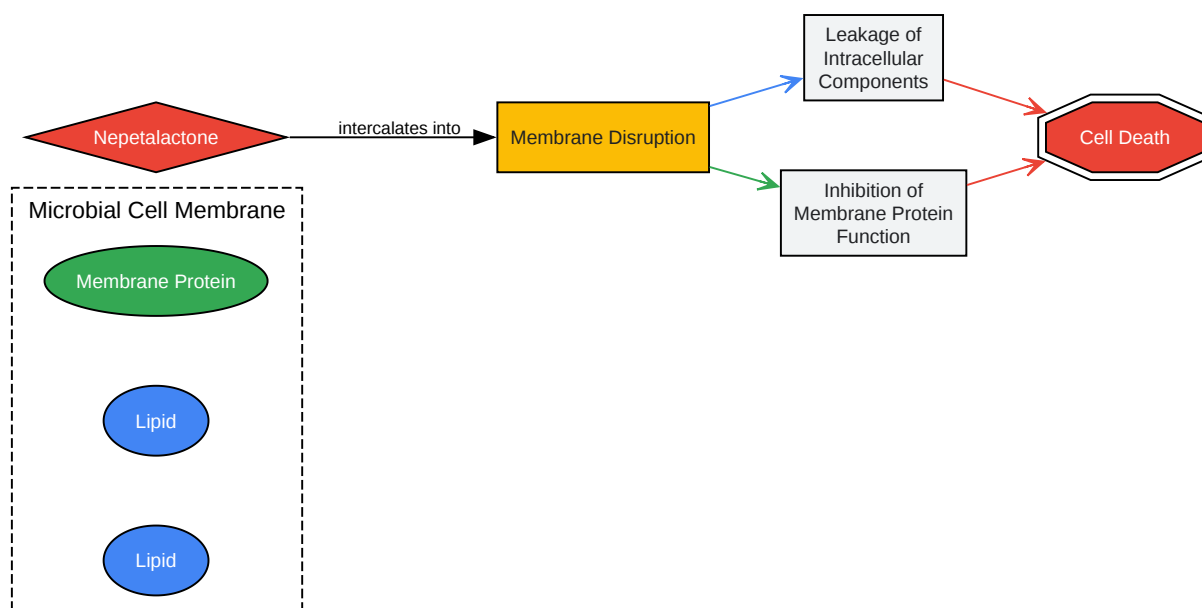 Nepetalactone
intercalates into
Membrane Disruption
Leakage of
Intracellular
Components
Inhibition of
Membrane Protein
Function
Cell Death
Microbial Cell Membrane
Membrane Protein
Lipid
Lipid